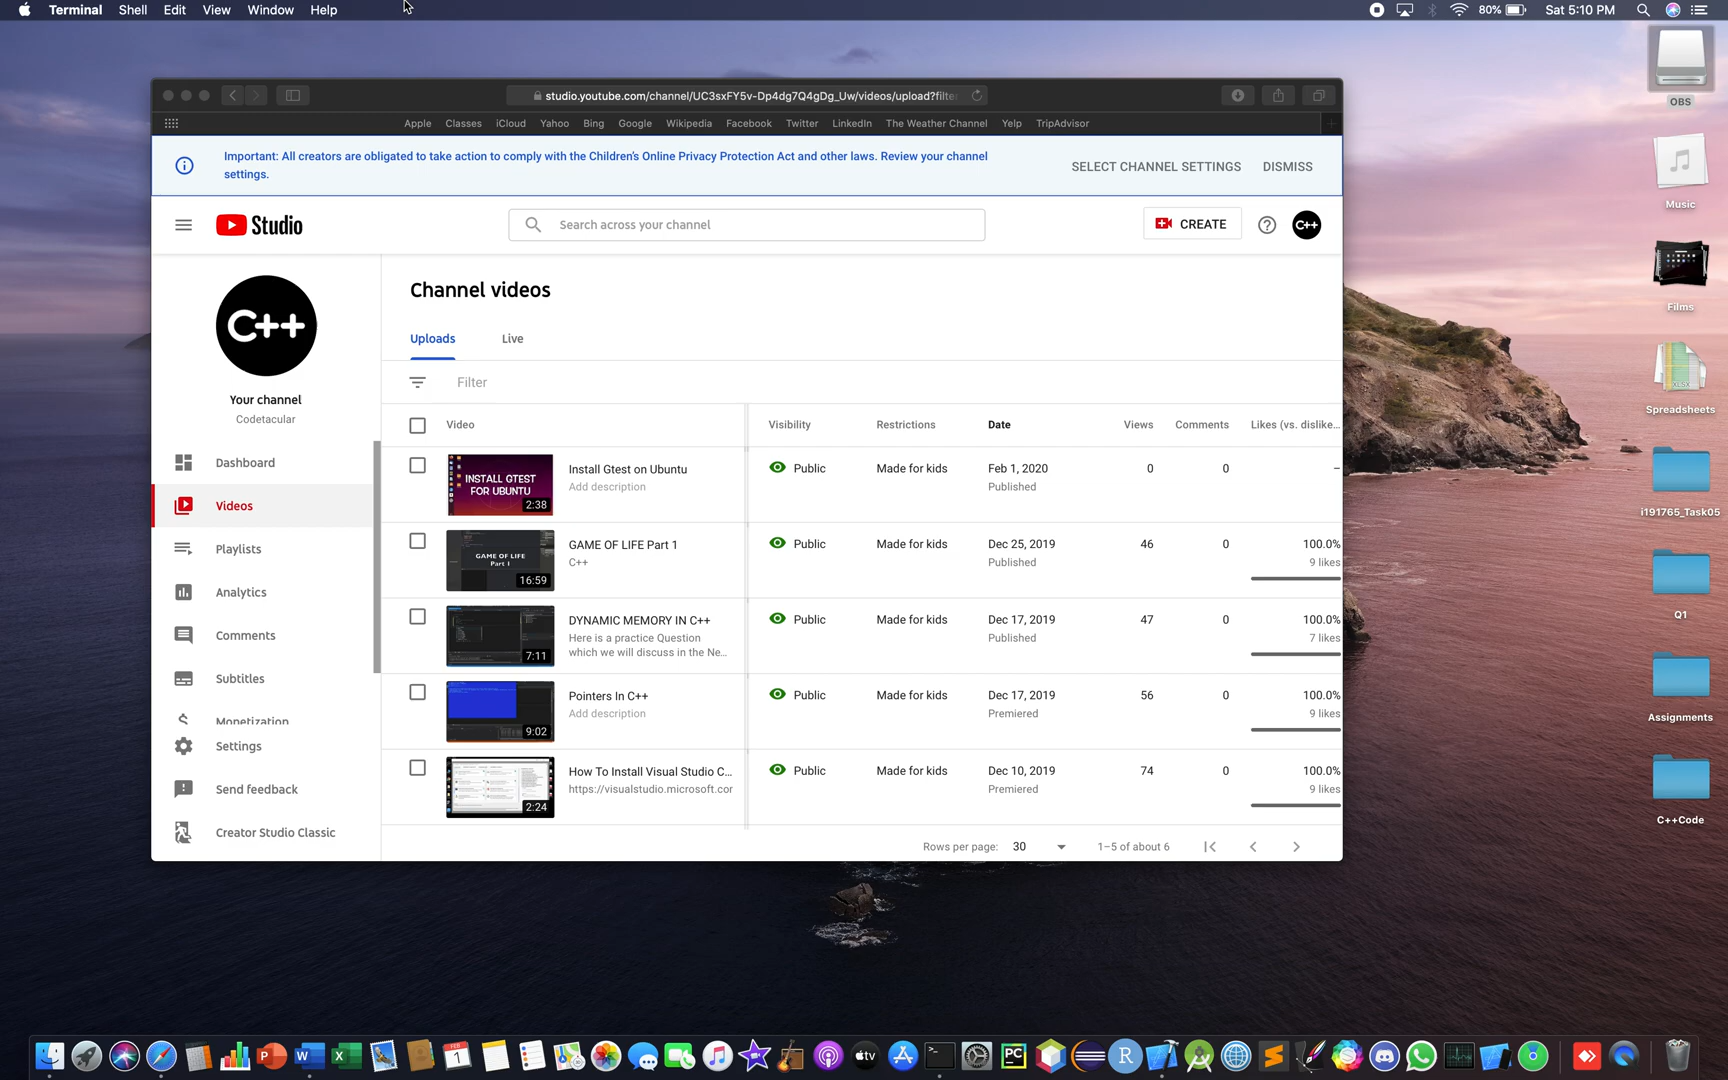 Terminal Shell Edit View Window Help
80% Sat 5:10 PM
studio.youtube.com/channel/UC3sxFY5v-Dp4dg7Q4gDg_Uw/videos/upload?filte
Apple Classes iCloud Yahoo Bing Google Wikipedia Facebook Twitter LinkedIn The Weather Channel Yelp TripAdvisor
Important: All creators are obligated to take action to comply with the Children's Online Privacy Protection Act and other laws. Review your channel
settings.
SELECT CHANNEL SETTINGS DISMISS
Studio
Search across your channel
CREATE
C++
C++
Your channel
Codetacular
Dashboard
Videos
Playlists
Analytics
Comments
Subtitles
Monetization
Settings
Send feedback
Creator Studio Classic
Channel videos
Uploads Live
Filter
Video Visibility Restrictions Date Views Comments Likes (vs. dislike...
INSTALL GTEST
FOR UBUNTU
2:38
Install Gtest on Ubuntu Public Made for kids Feb 1, 2020 0 0 –
Add description Published
GAME OF LIFE
Part 1
16:59
GAME OF LIFE Part 1 Public Made for kids Dec 25, 2019 46 0 100.0%
C++ Published 9 likes
7:11
DYNAMIC MEMORY IN C++ Public Made for kids Dec 17, 2019 47 0 100.0%
Here is a practice Question Published 7 likes
which we will discuss in the Ne...
9:02
Pointers In C++ Public Made for kids Dec 17, 2019 56 0 100.0%
Add description Premiered 9 likes
2:24
How To Install Visual Studio C... Public Made for kids Dec 10, 2019 74 0 100.0%
https://visualstudio.microsoft.cor Premiered 9 likes
Rows per page: 30 1–5 of about 6
OBS
Music
Films
XLSX
Spreadsheets
i191765_Task05
Q1
Assignments
C++Code
P W X FEB 1 tv >_ PC R